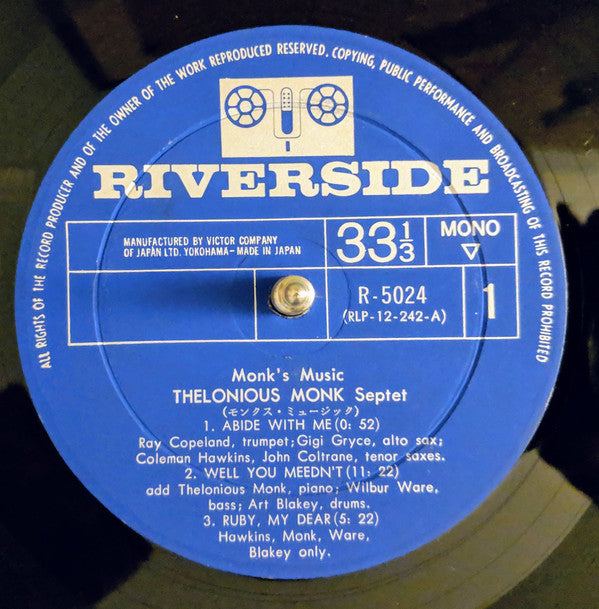 ALL RIGHTS OF THE RECORD PRODUCER AND OF THE OWNER OF THE WORK REPRODUCED RESERVED. COPYING, PUBLIC PERFORMANCE AND BROADCASTING OF THIS RECORD PROHIBITED
RIVERSIDE
MANUFACTURED BY VICTOR COMPANY
OF JAPAN LTD. YOKOHAMA-MADE IN JAPAN
33 1/3
MONO
R-5024
(RLP-12-242-A)
1
Monk's Music
THELONIOUS MONK Septet
(モンクス・ミュージック)
1. ABIDE WITH ME(0: 52)
Ray Copeland, trumpet;Gigi Gryce, alto sax;
Coleman Hawkins, John Coltrane, tenor saxes.
2. WELL YOU MEEDN'T(11: 22)
add Thelonious Monk, piano; Wilbur Ware,
bass; Art Blakey, drums.
3. RUBY, MY DEAR(5: 22)
Hawkins, Monk, Ware,
Blakey only.